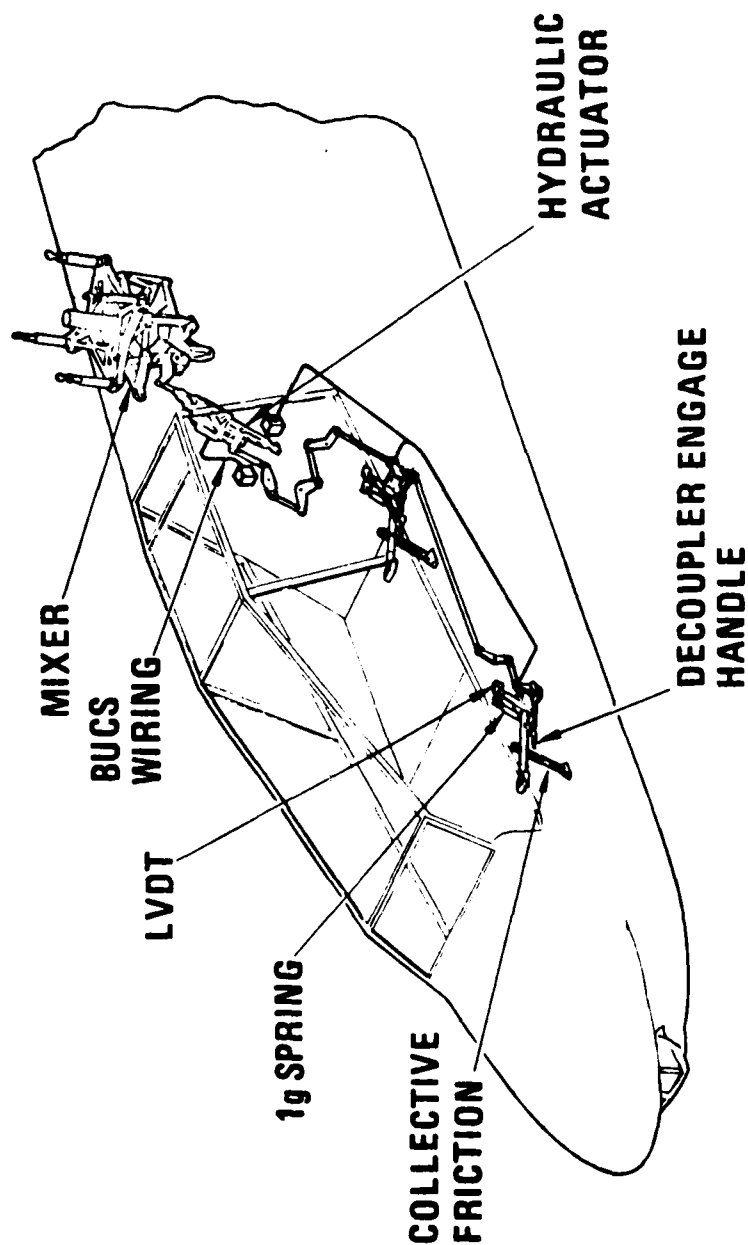 MIXER
BUCS
WIRING
LVDT
1g SPRING
COLLECTIVE
FRICTION
HYDRAULIC
ACTUATOR
DECOUPLER ENGAGE
HANDLE